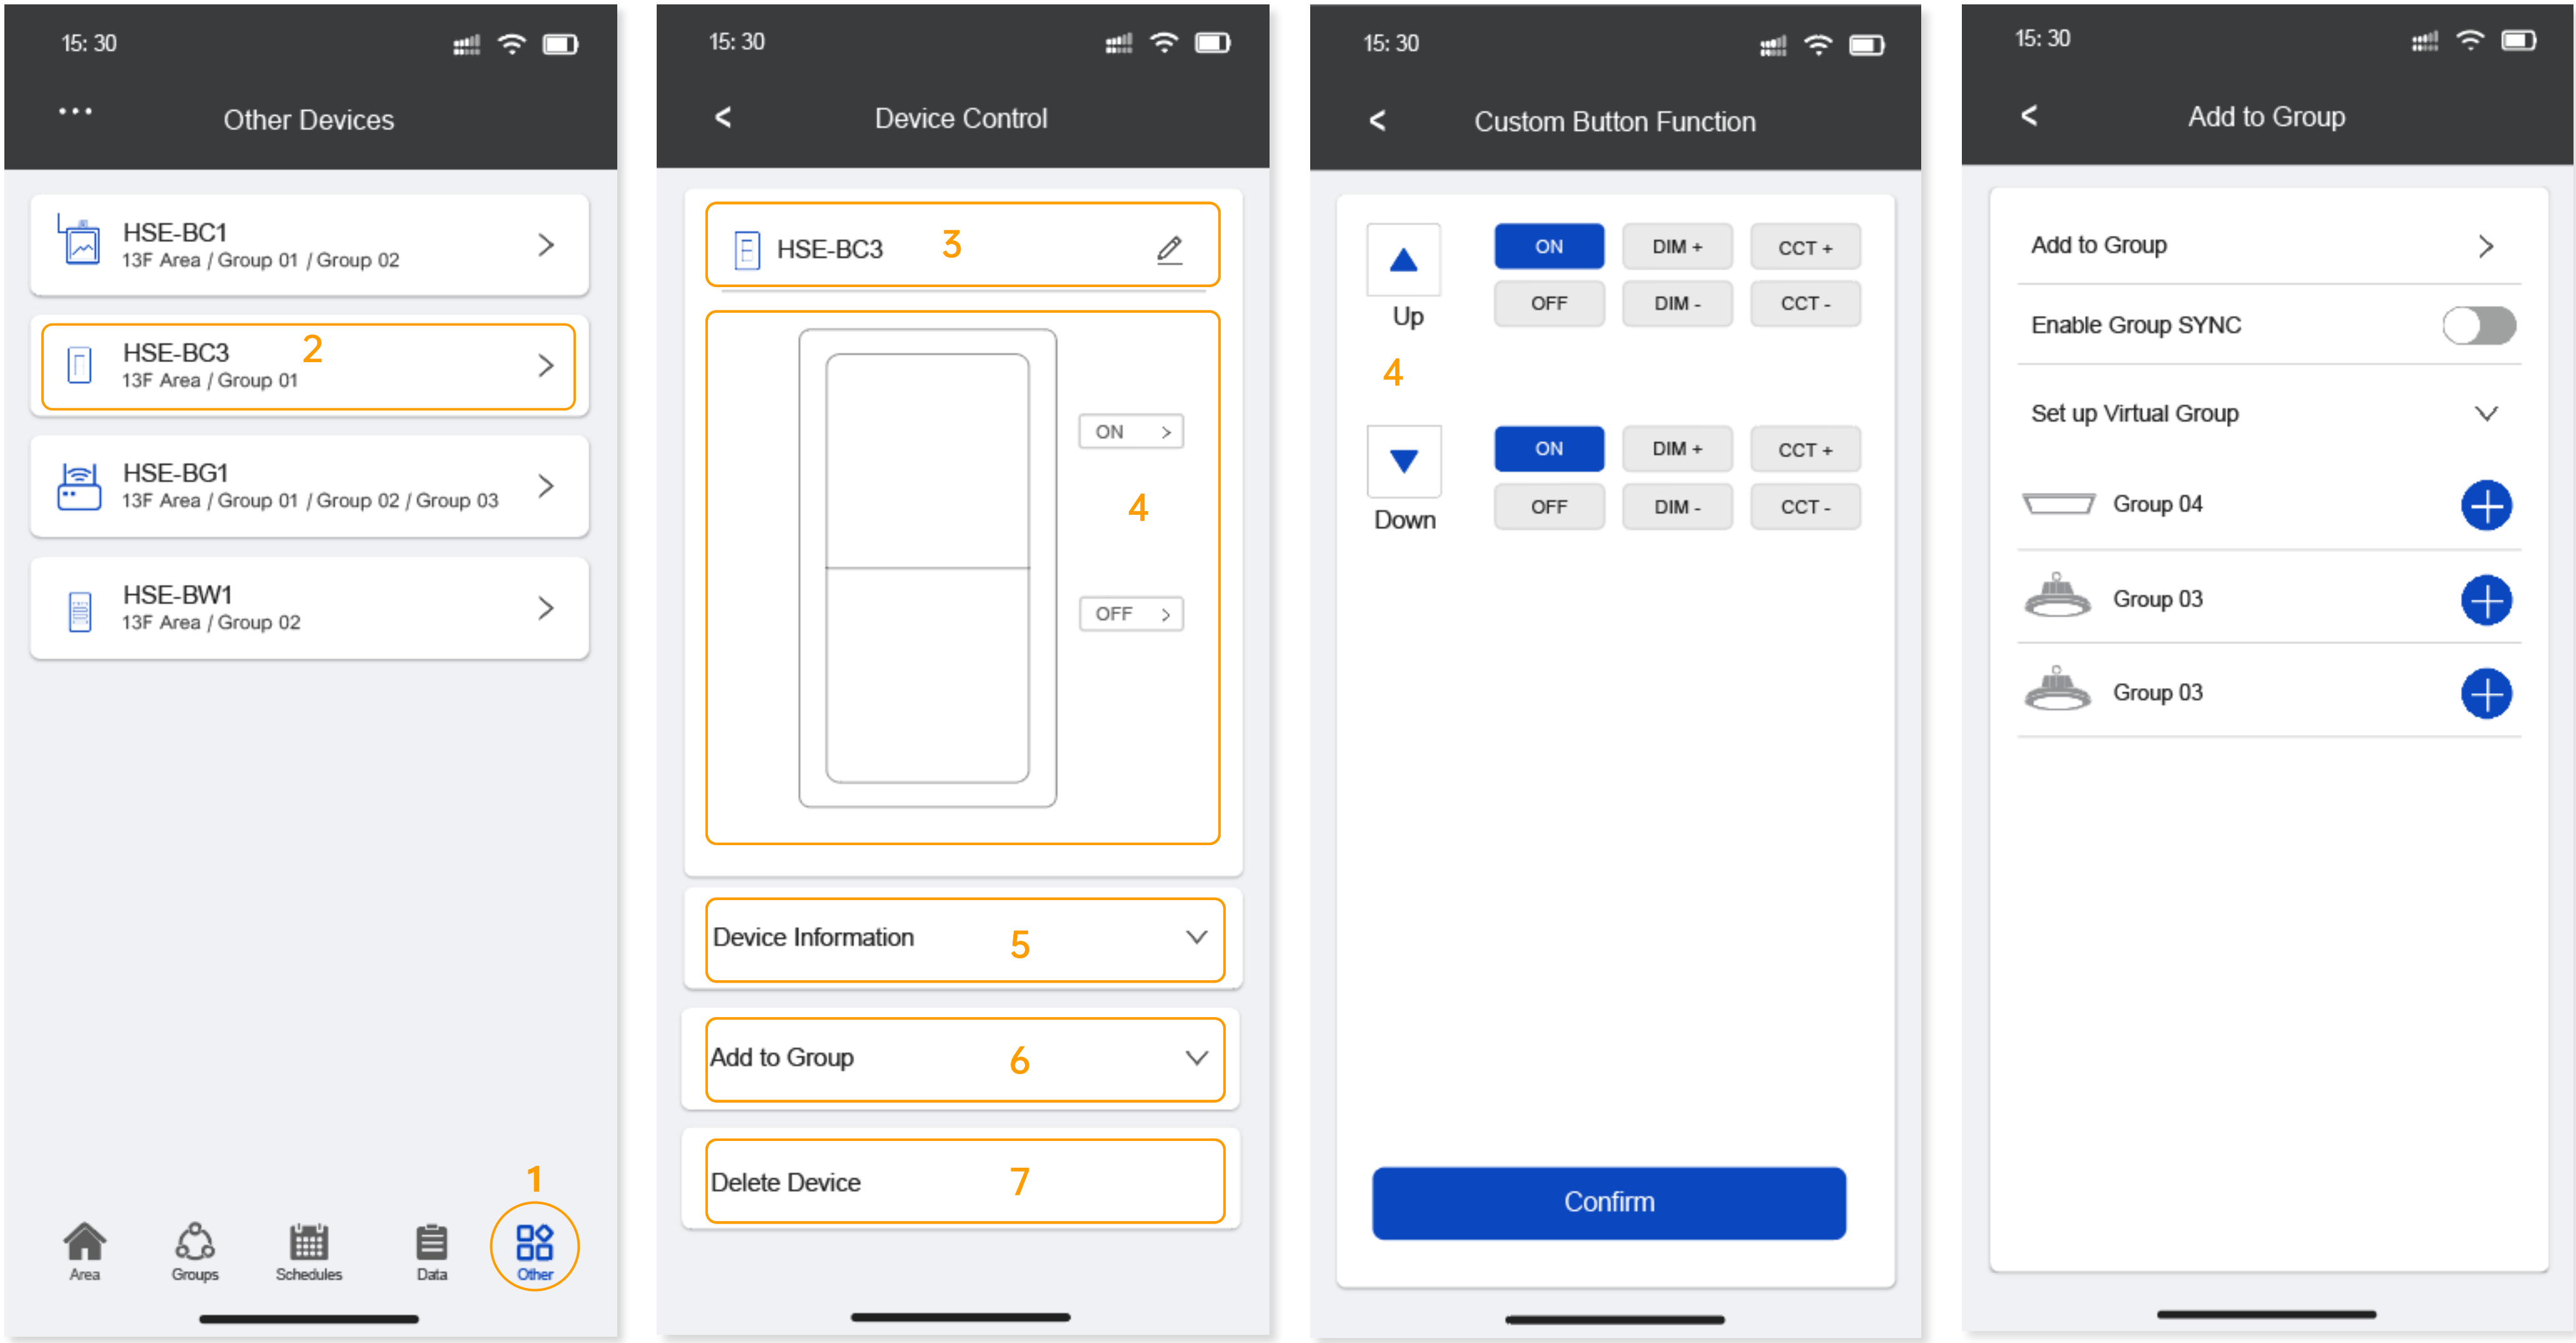 15: 30
Other Devices
HSE-BC1
13F Area / Group 01 / Group 02
HSE-BC3
2
13F Area / Group 01
HSE-BG1
13F Area / Group 01 / Group 02 / Group 03
HSE-BW1
13F Area / Group 02
1
Area
Groups
Schedules
Data
Other
15: 30
<
Device Control
HSE-BC3
3
ON >
4
OFF >
Device Information
5
Add to Group
6
Delete Device
7
15: 30
<
Custom Button Function
ON
DIM +
CCT +
OFF
DIM -
CCT -
Up
4
ON
DIM +
CCT +
OFF
DIM -
CCT -
Down
Confirm
15: 30
<
Add to Group
Add to Group
Enable Group SYNC
Set up Virtual Group
Group 04
Group 03
Group 03